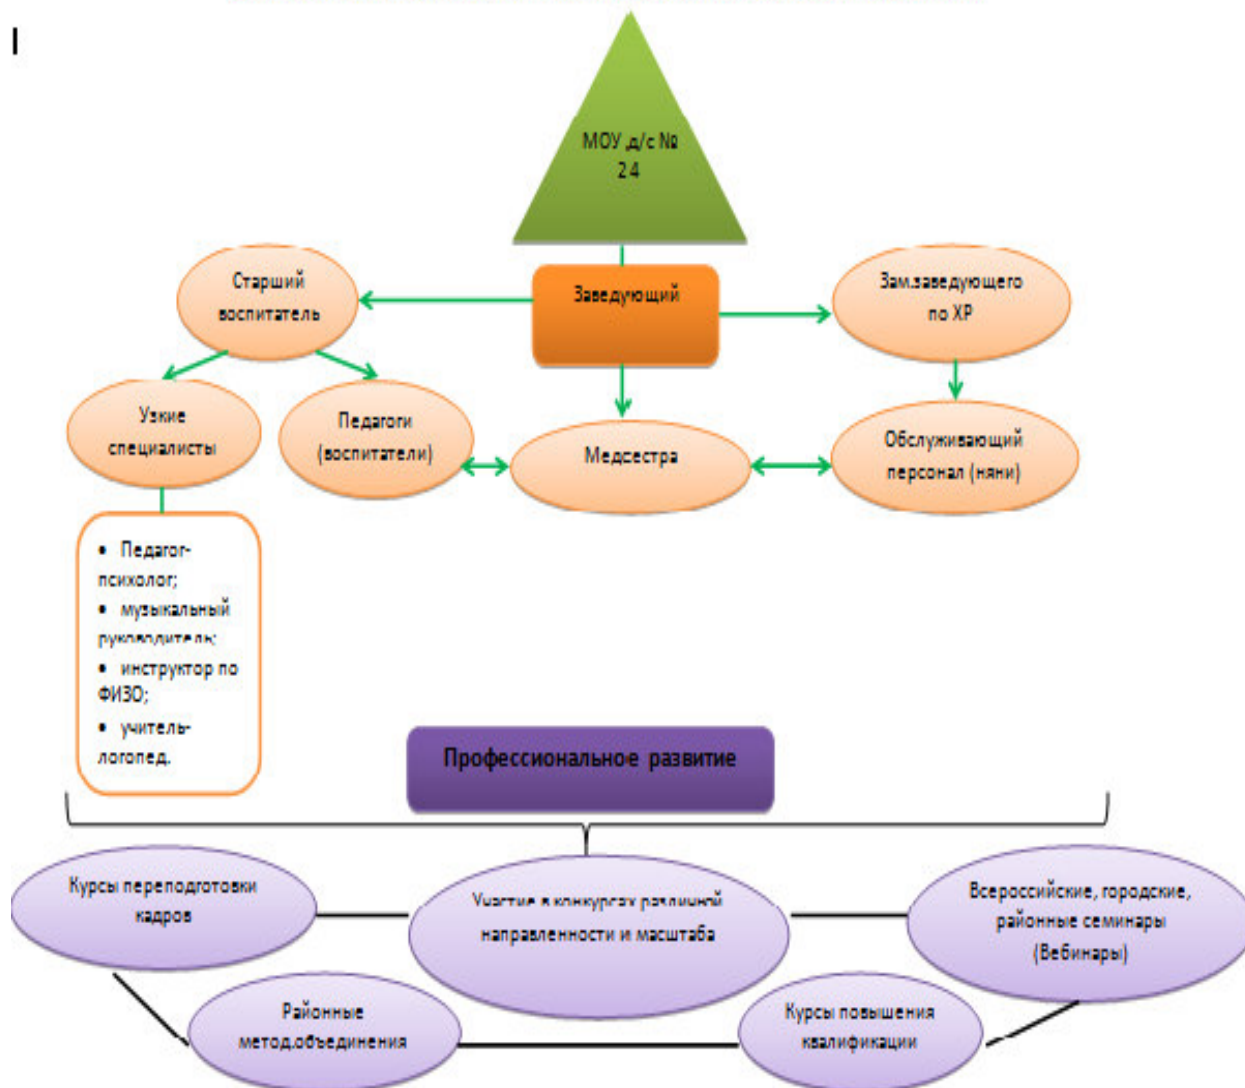 МОУ д/с №
24
Старший
воспитатель
Заведующий
Зам.заведующего
по ХР
Узкие
специалисты
Педагоги
(воспитатели)
Медсестра
Обслуживающий
персонал (няни)
• Педагог-
психолог;
• музыкальный
руководитель;
• инструктор по
ФИЗО;
• учитель-
логопед.
Профессиональное развитие
Курсы переподготовки
кадров
Участие в конкурсах различной
направленности и масштаба
Всероссийские, городские,
районные семинары
(Вебинары)
Районные
метод.объединения
Курсы повышения
квалификации